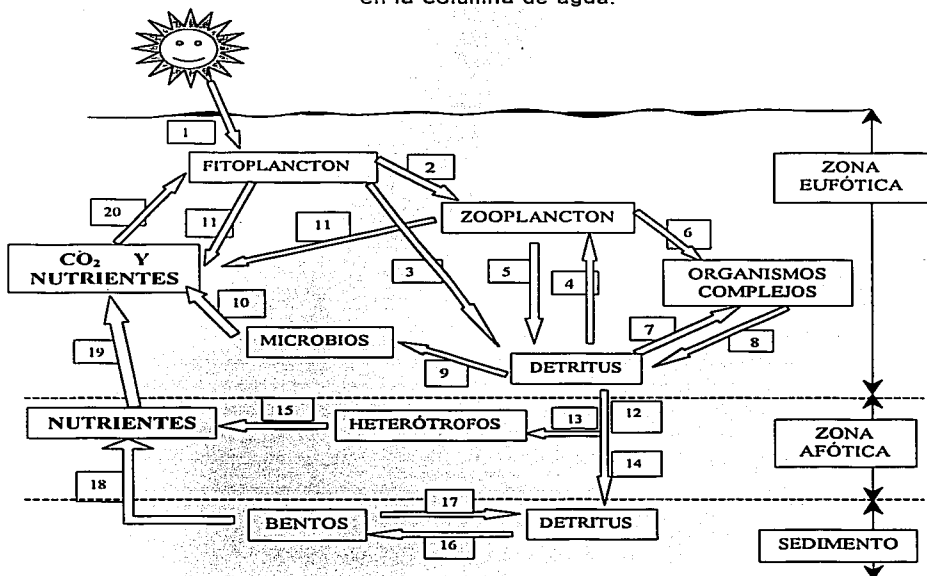 en la columna de agua.
1
FITOPLANCTON
2
ZONA
EUFÓTICA
20
11
11
ZOOPLANCTON
6
CO₂ Y
NUTRIENTES
3
5
4
ORGANISMOS
COMPLEJOS
10
MICROBIOS
7
8
19
9
DETRITUS
NUTRIENTES
15
HETERÓTROFOS
13
12
ZONA
AFÓTICA
14
18
17
BENTOS
DETRITUS
16
SEDIMENTO